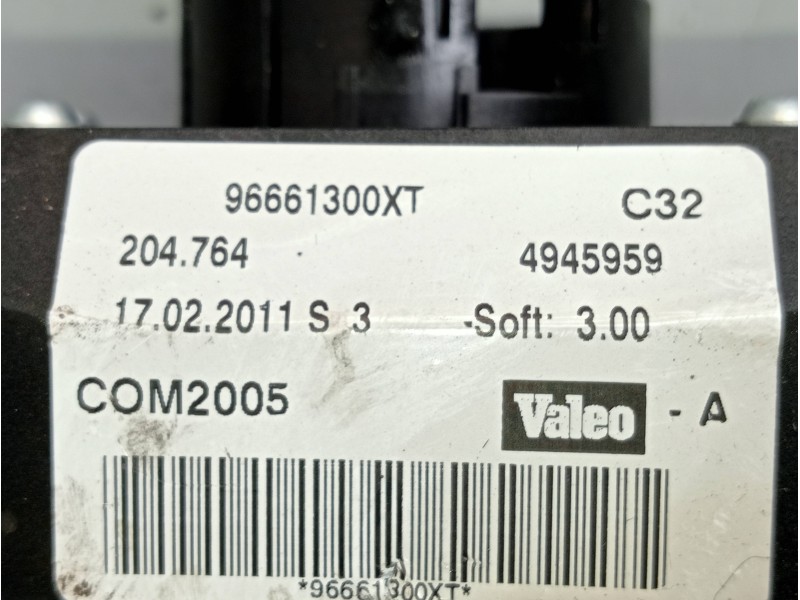 96661300XT C32
204.764 4945959
17.02.2011 S 3 -Soft: 3.00
COM2005 Valeo - A
*96661300XT*